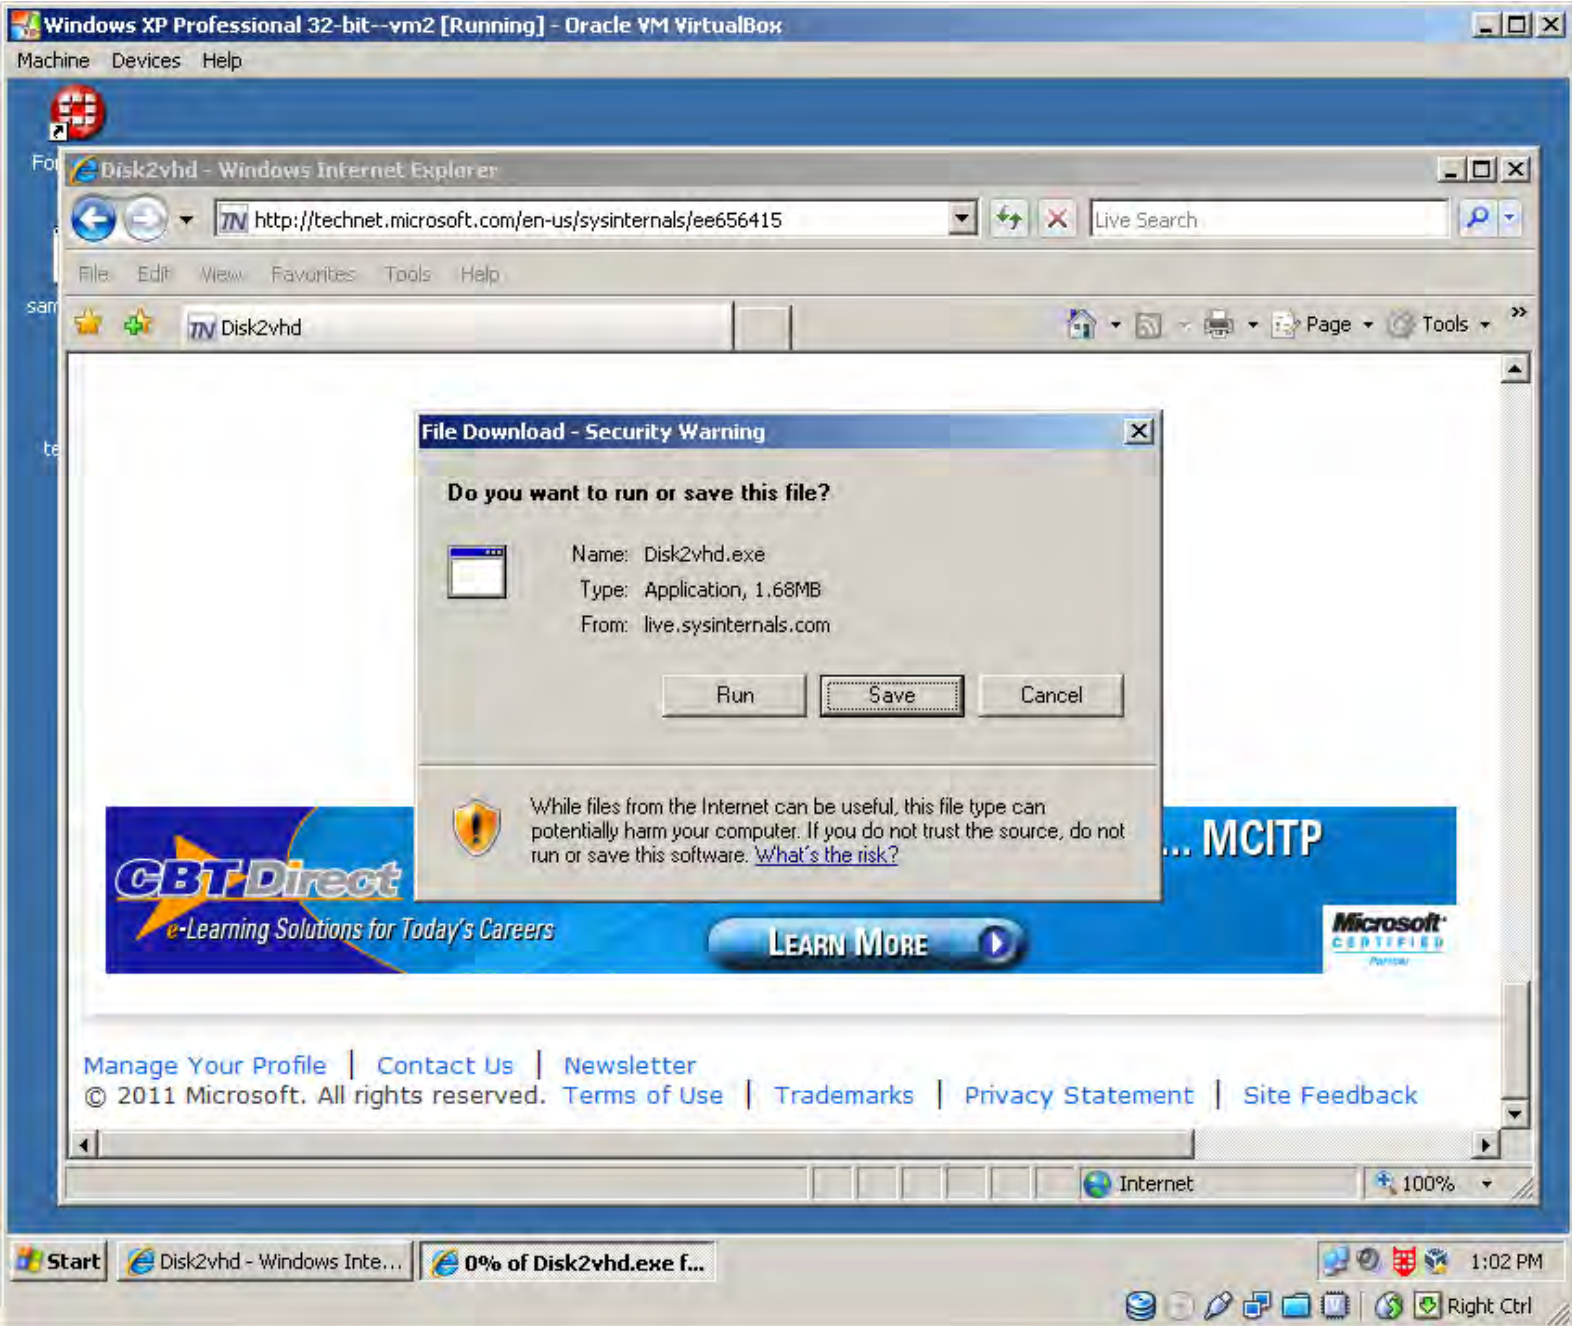 Windows XP Professional 32-bit--vm2 [Running] - Oracle VM VirtualBox
Machine Devices Help
For
Disk2vhd - Windows Internet Explorer
TN http://technet.microsoft.com/en-us/sysinternals/ee656415
Live Search
File Edit View Favorites Tools Help
sam
TN Disk2vhd
Page Tools »
te
File Download - Security Warning
Do you want to run or save this file?
Name: Disk2vhd.exe
Type: Application, 1.68MB
From: live.sysinternals.com
Run Save Cancel
While files from the Internet can be useful, this file type can
potentially harm your computer. If you do not trust the source, do not
run or save this software. What's the risk?
... MCITP
CBT Direct
e-Learning Solutions for Today's Careers
LEARN MORE
Microsoft
CERTIFIED
Partner
Manage Your Profile | Contact Us | Newsletter
© 2011 Microsoft. All rights reserved. Terms of Use | Trademarks | Privacy Statement | Site Feedback
Internet
100%
Start
Disk2vhd - Windows Inte...
0% of Disk2vhd.exe f...
1:02 PM
Right Ctrl